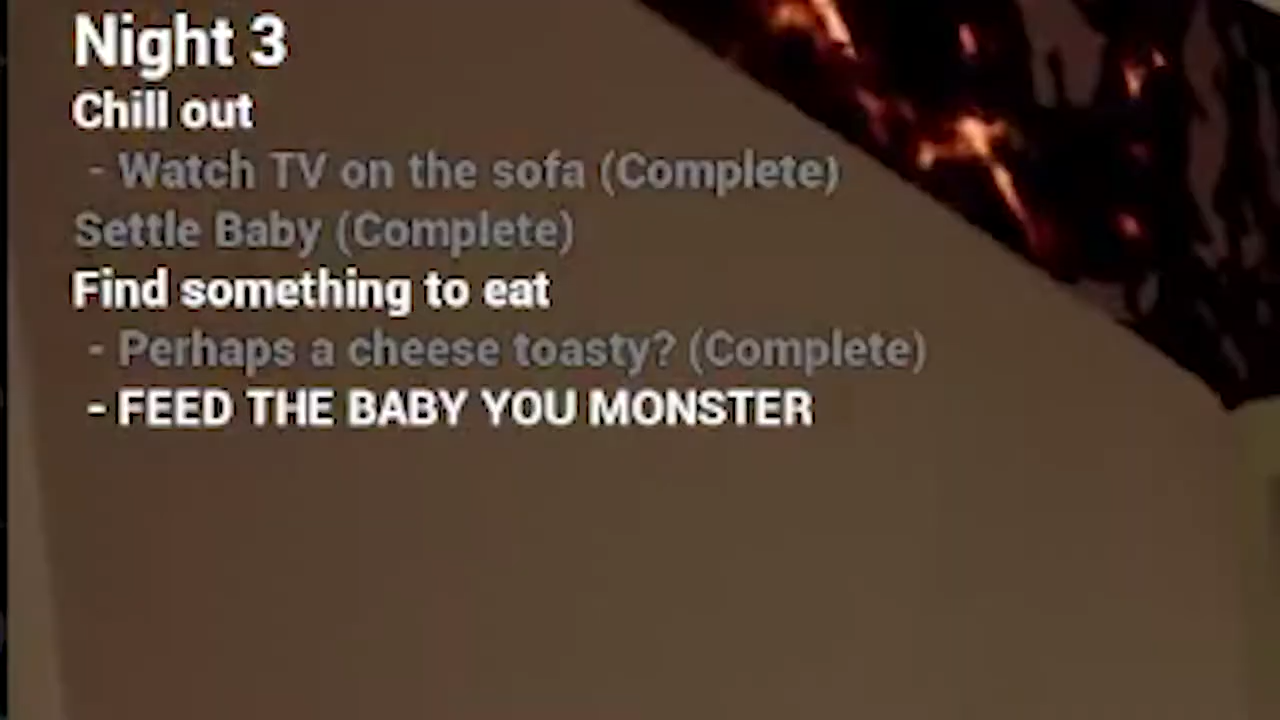 Night 3
Chill out
- Watch TV on the sofa (Complete)
Settle Baby (Complete)
Find something to eat
- Perhaps a cheese toasty? (Complete)
- FEED THE BABY YOU MONSTER